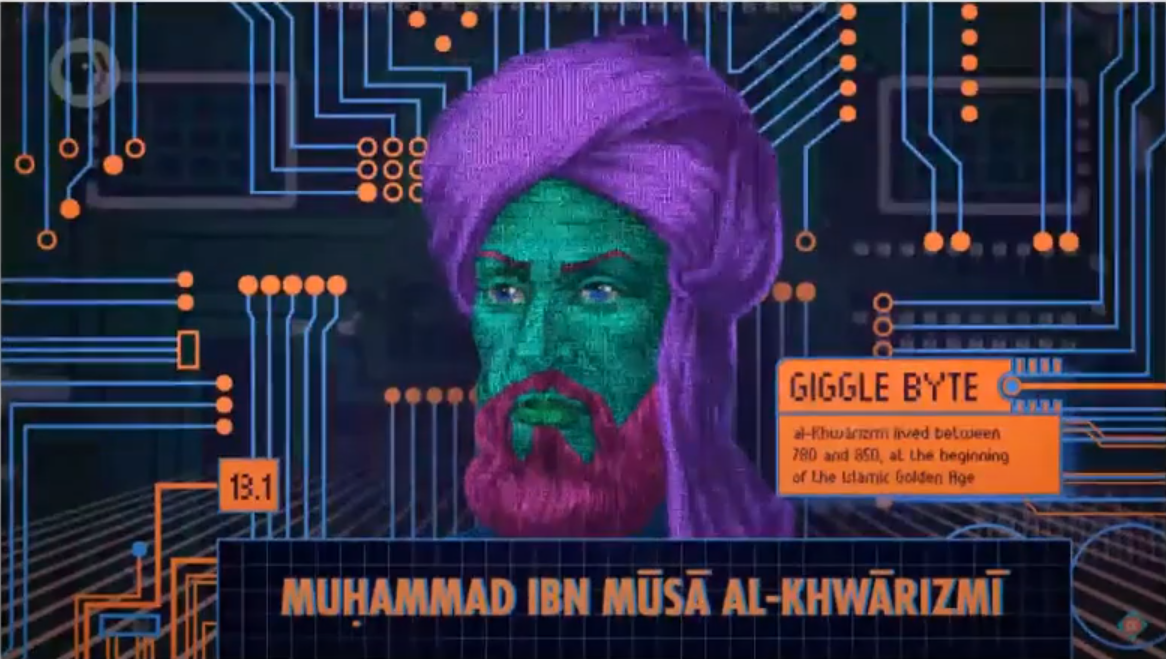 GIGGLE BYTE
al-Khwārizmī lived between
780 and 850, at the beginning
of the Islamic Golden Age
13.1
MUḤAMMAD IBN MŪSĀ AL-KHWĀRIZMĪ